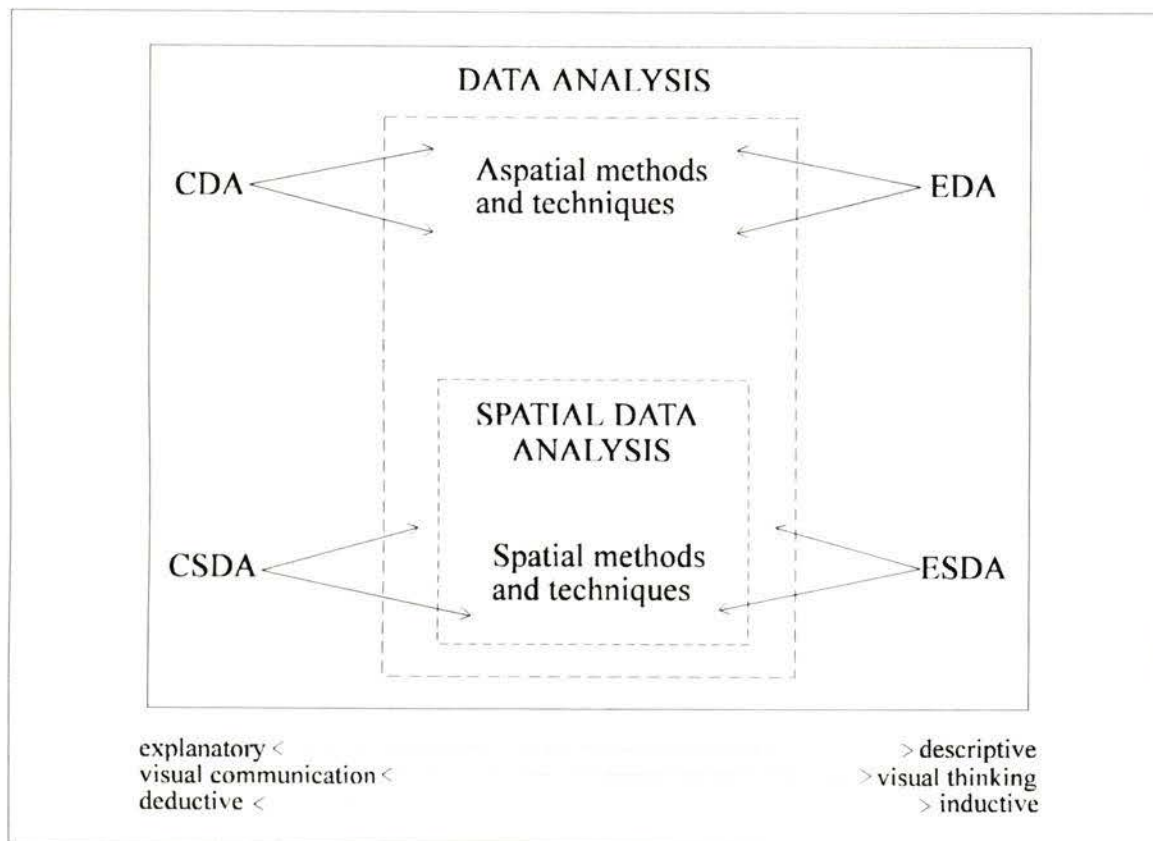 DATA ANALYSIS
CDA
Aspatial methods
and techniques
EDA
SPATIAL DATA
ANALYSIS
CSDA
Spatial methods
and techniques
ESDA
explanatory <
> descriptive
visual communication <
> visual thinking
deductive <
> inductive